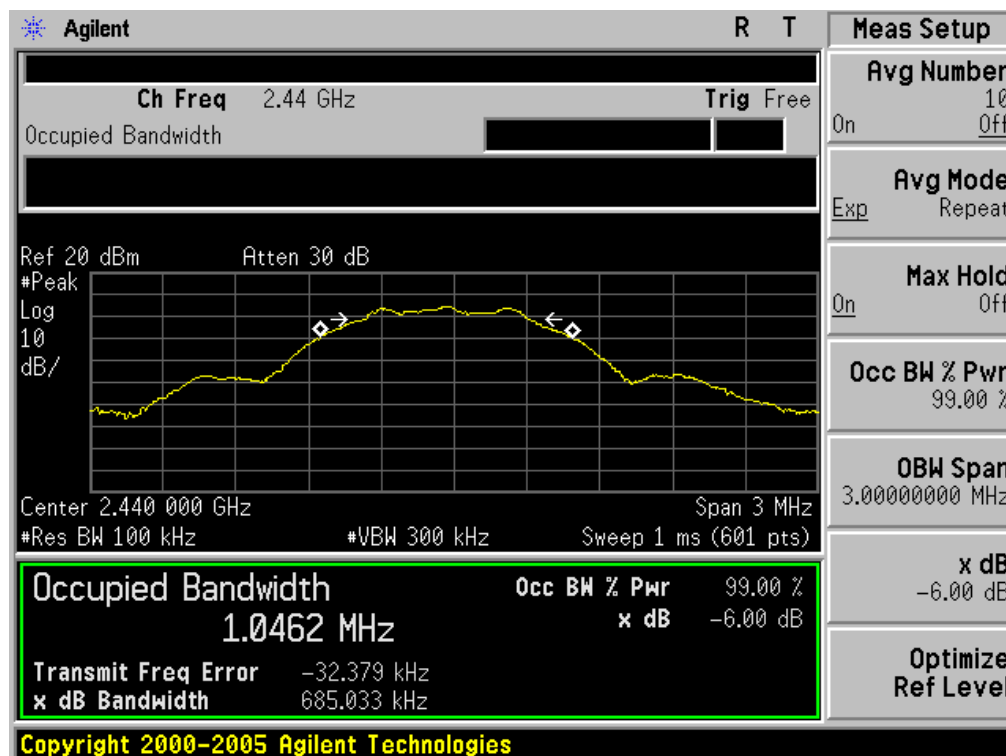 Agilent R T
Ch Freq 2.44 GHz Trig Free
Occupied Bandwidth
Ref 20 dBm Atten 30 dB
#Peak
Log
10
dB/
Center 2.440 000 GHz Span 3 MHz
#Res BW 100 kHz #VBW 300 kHz Sweep 1 ms (601 pts)
Occupied Bandwidth
1.0462 MHz
Occ BW % Pwr 99.00 %
x dB -6.00 dB
Transmit Freq Error -32.379 kHz
x dB Bandwidth 685.033 kHz
Meas Setup
Avg Number
10
On Off
Avg Mode
Exp Repeat
Max Hold
On Off
Occ BW % Pwr
99.00 %
OBW Span
3.00000000 MHz
x dB
-6.00 dB
Optimize
Ref Level
Copyright 2000-2005 Agilent Technologies